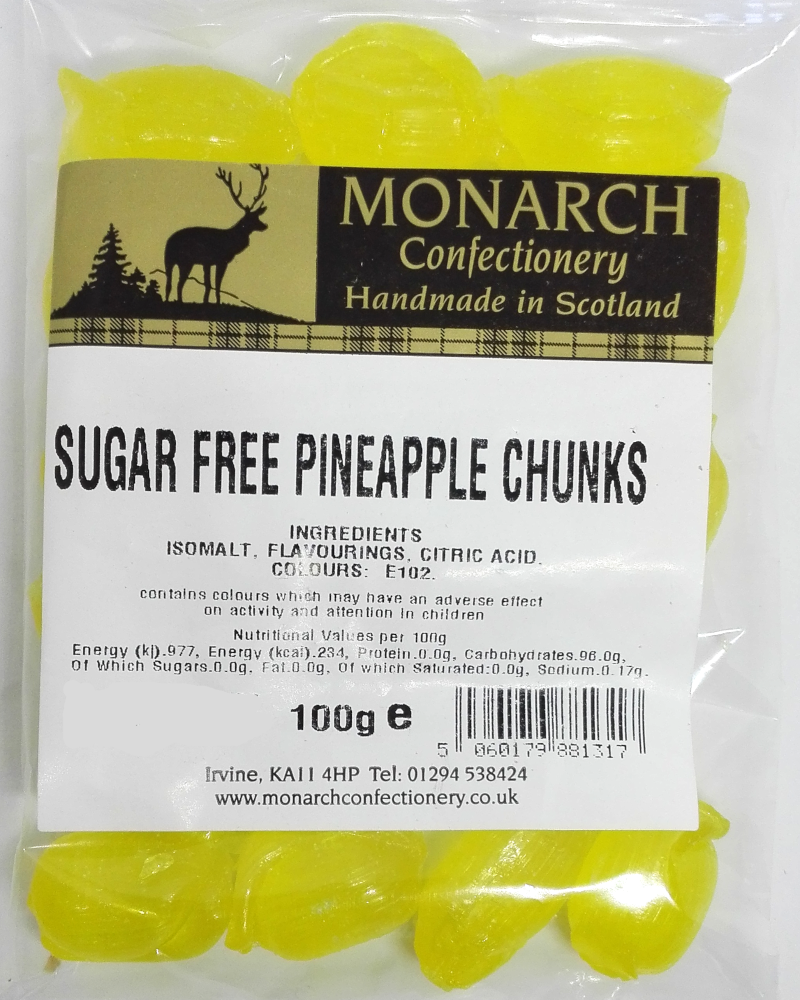 MONARCH
Confectionery
Handmade in Scotland
SUGAR FREE PINEAPPLE CHUNKS
INGREDIENTS
ISOMALT, FLAVOURINGS, CITRIC ACID.
COLOURS: E102.
contains colours which may have an adverse effect
on activity and attention in children
Nutritional Values per 100g
Energy (kj).977, Energy (kcal).234, Protein.0.0g, Carbohydrates.96.0g,
Of Which Sugars.0.0g, Fat.0.0g, Of which Saturated:0.0g, Sodium.0.17g.
100g e
5 060179 881317
Irvine, KA11 4HP Tel: 01294 538424
www.monarchconfectionery.co.uk